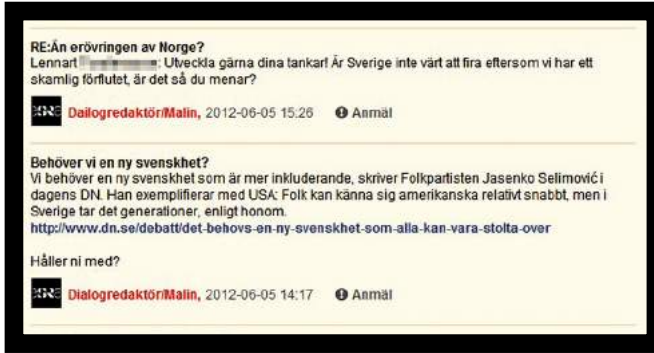 RE:Än erövringen av Norge?
Lennart : Utveckla gärna dina tankar! Är Sverige inte värt att fira eftersom vi har ett
skamlig förflutet, är det så du menar?
Dailogredaktör/Malin, 2012-06-05 15:26 Anmäl
Behöver vi en ny svenskhet?
Vi behöver en ny svenskhet som är mer inkluderande, skriver Folkpartisten Jasenko Selimović i
dagens DN. Han exemplifierar med USA: Folk kan känna sig amerikanska relativt snabbt, men i
Sverige tar det generationer, enligt honom.
http://www.dn.se/debatt/det-behovs-en-ny-svenskhet-som-alla-kan-vara-stolta-over
Håller ni med?
Dialogredaktör/Malin, 2012-06-05 14:17 Anmäl